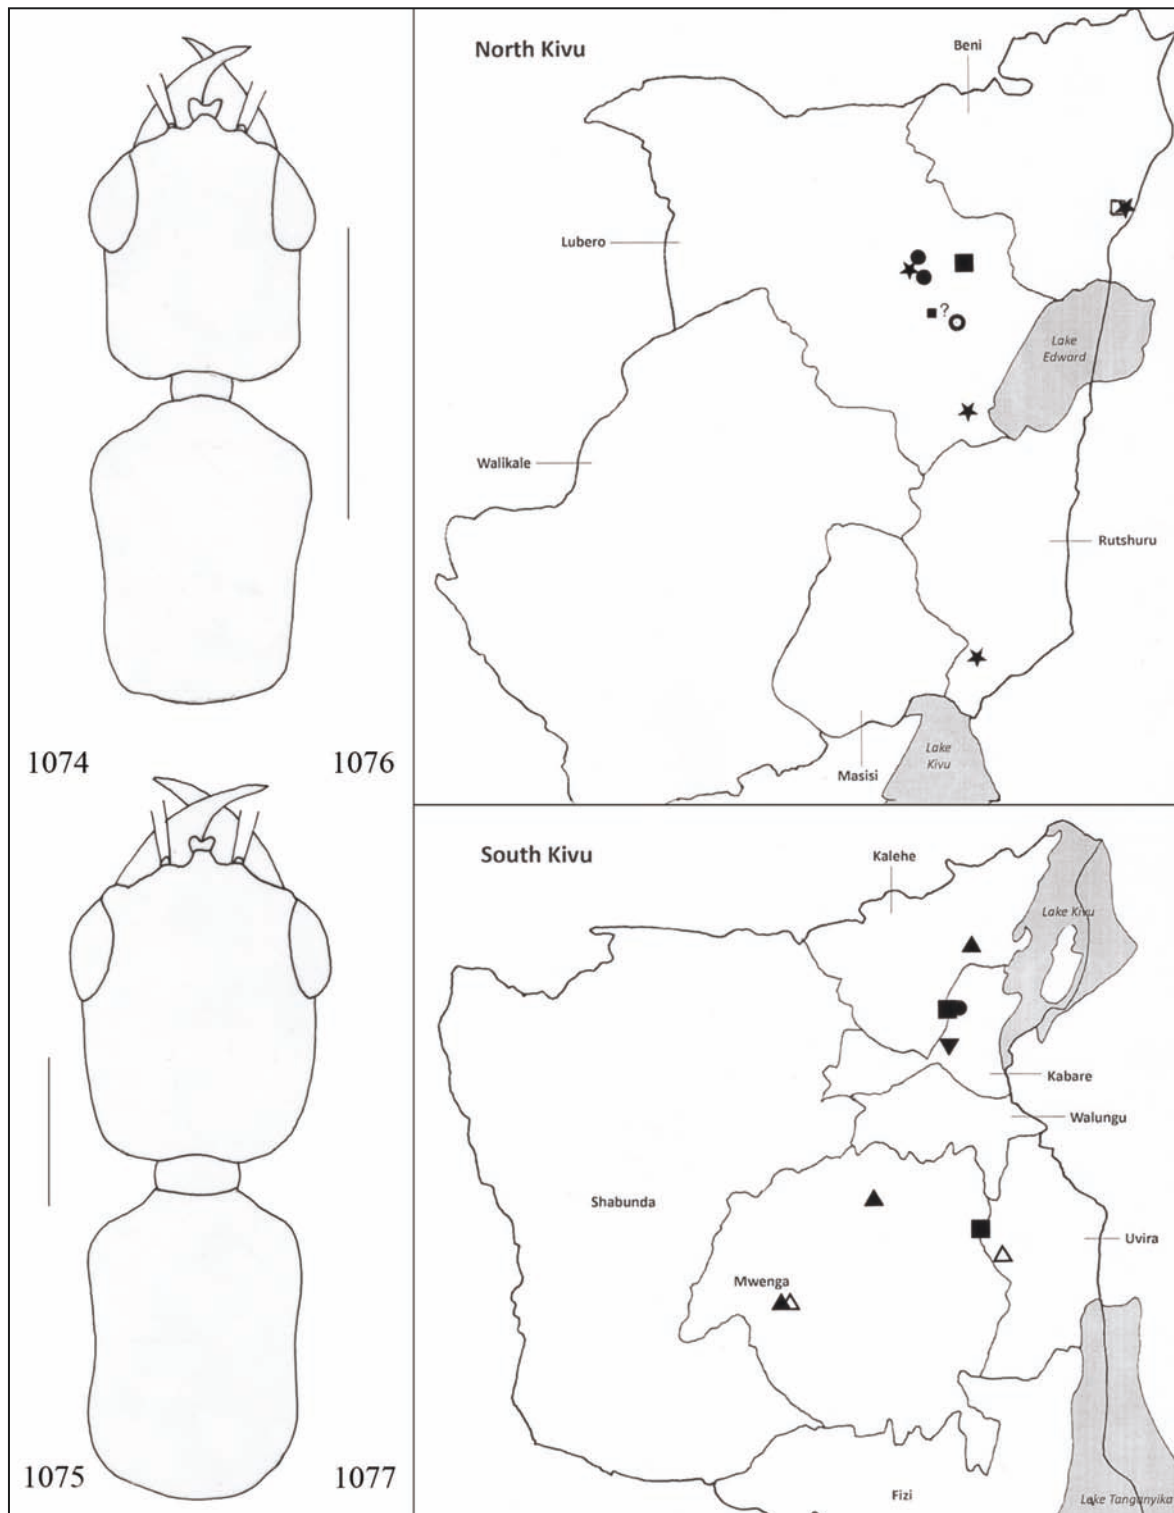 1074
1076
1075
1077
North Kivu
Beni
Lubero
?
Lake
Edward
Walikale
Rutshuru
Masisi
Lake
Kivu
South Kivu
Kalehe
Lake Kivu
Kabare
Walungu
Shabunda
Uvira
Mwenga
Fizi
Lake Tanganyika